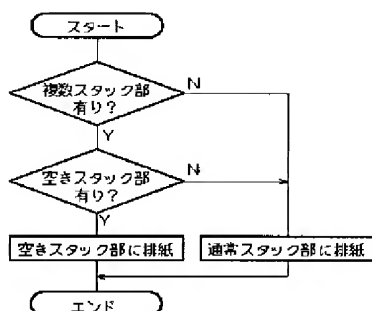 スタート
複数スタック部
有り?
N
Y
空きスタック部
有り?
N
Y
空きスタック部に排紙
通常スタック部に排紙
エンド